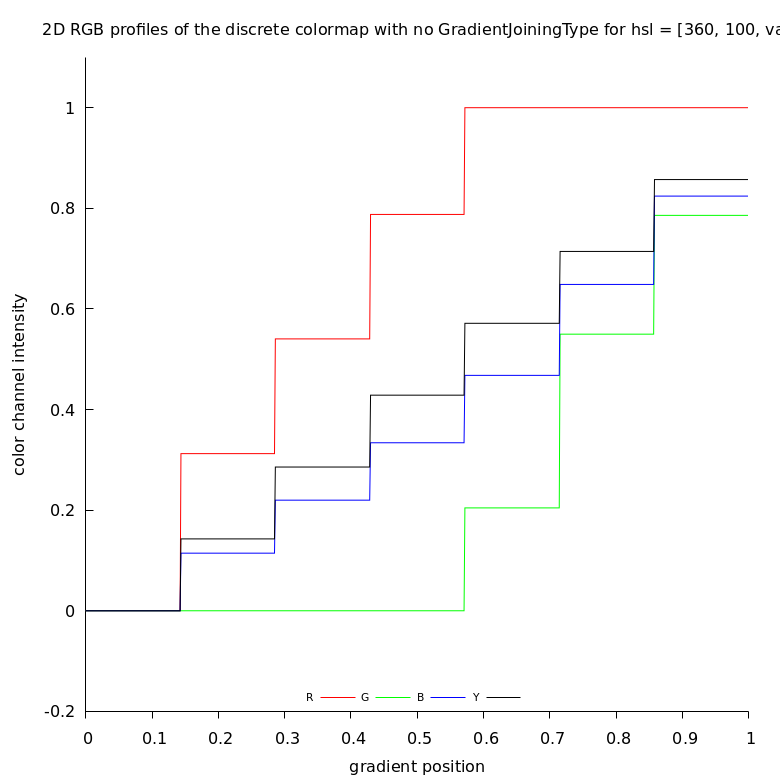 2D RGB profiles of the discrete colormap with no GradientJoiningType for hsl = [360, 100, va
1
0.8
0.6
0.4
0.2
0
-0.2
color channel intensity
R G B Y
0 0.1 0.2 0.3 0.4 0.5 0.6 0.7 0.8 0.9 1
gradient position